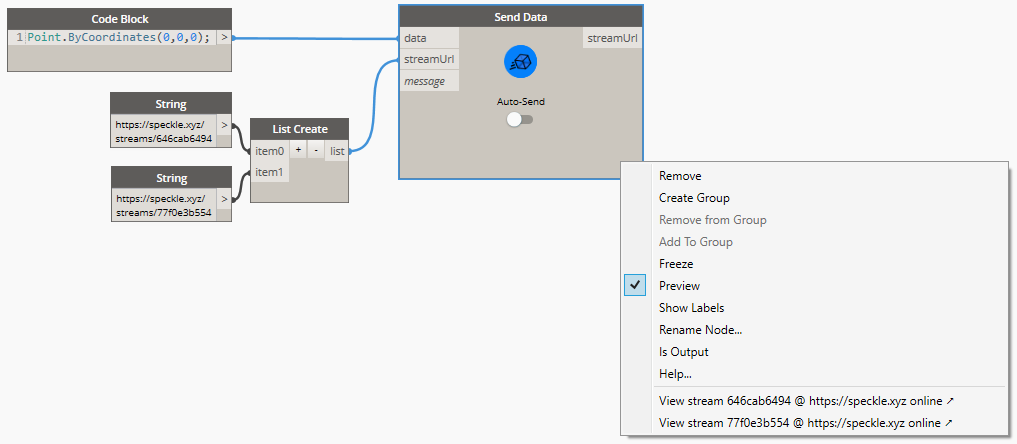 Code Block
1 Point.ByCoordinates(0,0,0); >
String
https://speckle.xyz/
streams/646cab6494
>
String
https://speckle.xyz/
streams/77f0e3b554
>
List Create
item0 + - list
item1
Send Data
data streamUrl
streamUrl
message
Auto-Send
Remove
Create Group
Remove from Group
Add To Group
Freeze
Preview
Show Labels
Rename Node...
Is Output
Help...
View stream 646cab6494 @ https://speckle.xyz online ↗
View stream 77f0e3b554 @ https://speckle.xyz online ↗